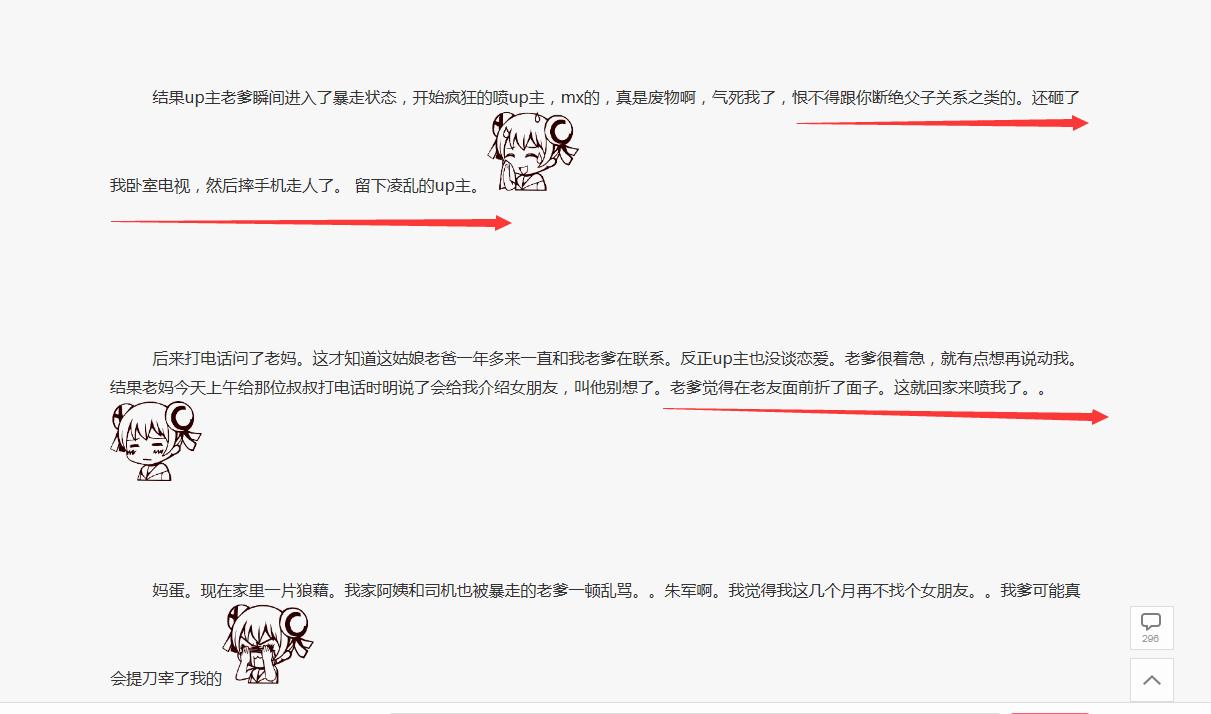 结果up主老爹瞬间进入了暴走状态，开始疯狂的喷up主，mx的，真是废物啊，气死我了，恨不得跟你断绝父子关系之类的。还砸了
我卧室电视，然后摔手机走人了。 留下凌乱的up主。
后来打电话问了老妈。这才知道这姑娘老爸一年多来一直和我老爹在联系。反正up主也没谈恋爱。老爹很着急，就有点想再说动我。
结果老妈今天上午给那位叔叔打电话时明说了会给我介绍女朋友，叫他别想了。老爹觉得在老友面前折了面子。这就回家来喷我了。。
妈蛋。现在家里一片狼藉。我家阿姨和司机也被暴走的老爹一顿乱骂。。朱军啊。我觉得我这几个月再不找个女朋友。。我爹可能真
296
会提刀宰了我的